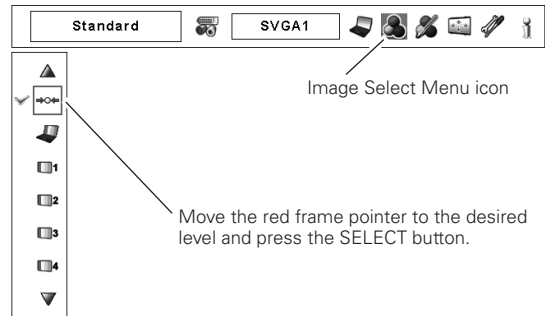 Standard
SVGA1
Image Select Menu icon
1
2
Move the red frame pointer to the desired
level and press the SELECT button.
3
4